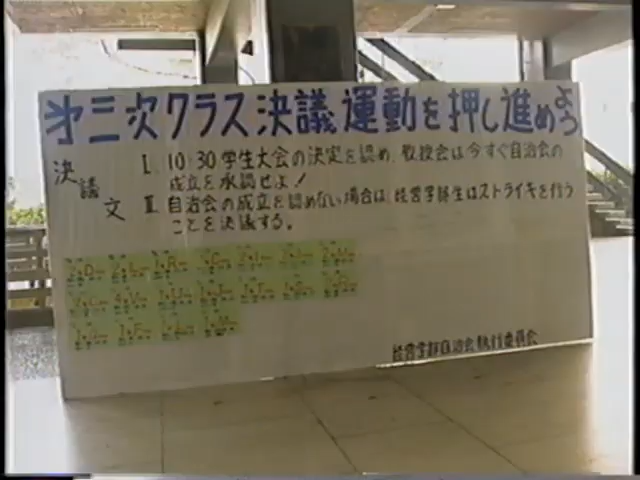 第三次クラス決議運動を押し進めよう
決議文
I. 10・30学生大会の決定を認め、教授会は今すぐ自治会の
成立を承認せよ!
II. 自治会の成立を認めない場合は、経営学部生はストライキを行う
ことを決議する。
経営学部自治会執行委員会